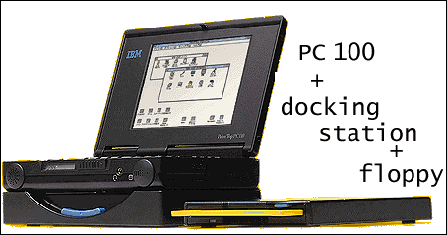 IBM
PC 100
+
docking
station
+
floppy